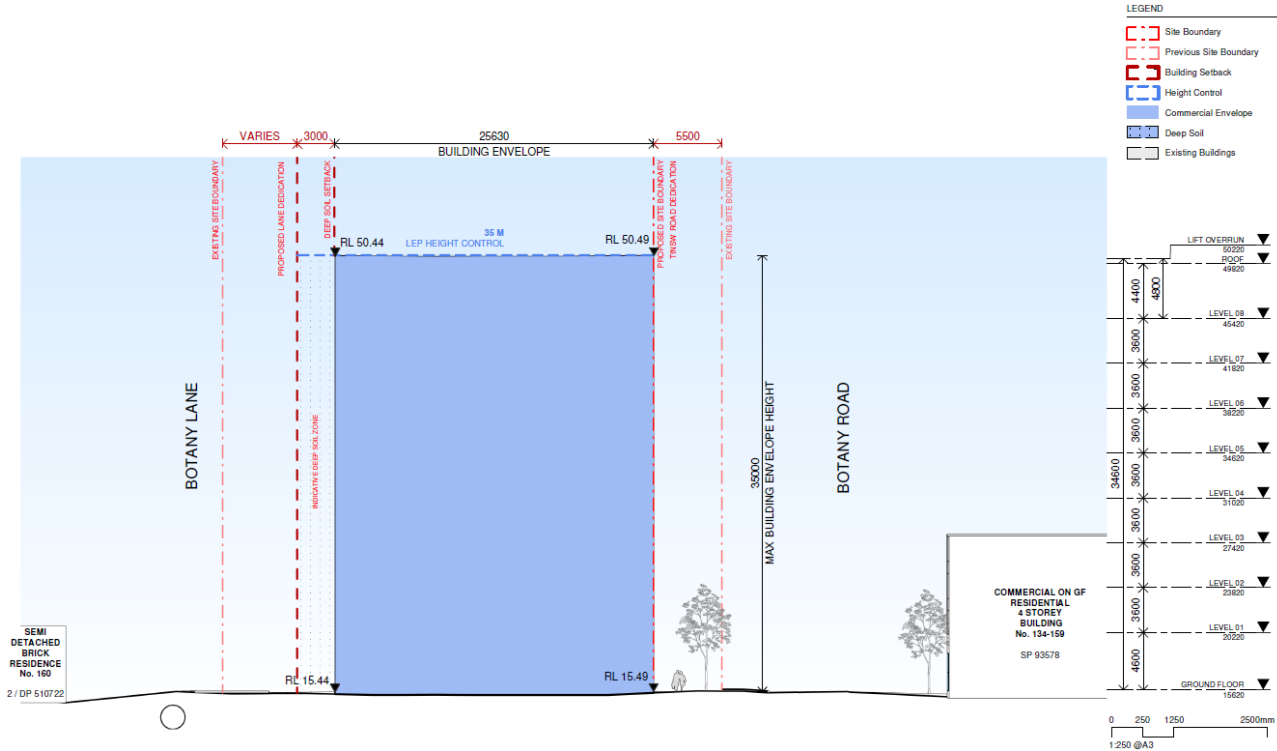 LEGEND
Site Boundary
Previous Site Boundary
Building Setback
Height Control
Commercial Envelope
Deep Soil
Existing Buildings
VARIES
3000
25630
5500
BUILDING ENVELOPE
EXISTING SITE BOUNDARY
PROPOSED LANE DEDICATION
DEEP SOIL SETBACK
PROPOSED SITE BOUNDARY
TfNSW ROAD DEDICATION
EXISTING SITE BOUNDARY
RL 50.44
35 M
LEP HEIGHT CONTROL
RL 50.49
INDICATIVE DEEP SOIL ZONE
BOTANY LANE
35000
MAX BUILDING ENVELOPE HEIGHT
BOTANY ROAD
RL 15.44
RL 15.49
SEMI
DETACHED
BRICK
RESIDENCE
No. 160
2 / DP 510722
COMMERCIAL ON GF
RESIDENTIAL
4 STOREY
BUILDING
No. 134-159
SP 93578
34600
4400
4800
3600
3600
3600
3600
3600
3600
3600
4600
LIFT OVERRUN
50220
ROOF
49820
LEVEL 08
45420
LEVEL 07
41820
LEVEL 06
38220
LEVEL 05
34620
LEVEL 04
31020
LEVEL 03
27420
LEVEL 02
23820
LEVEL 01
20220
GROUND FLOOR
15620
0 250 1250 2500mm
1:250 @A3